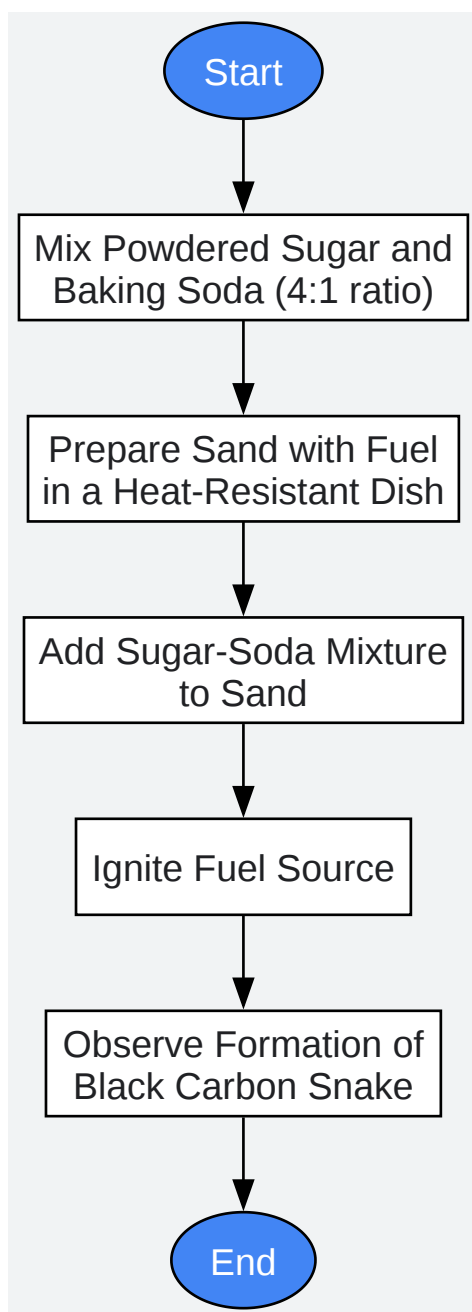 Start
Mix Powdered Sugar and
Baking Soda (4:1 ratio)
Prepare Sand with Fuel
in a Heat-Resistant Dish
Add Sugar-Soda Mixture
to Sand
Ignite Fuel Source
Observe Formation of
Black Carbon Snake
End